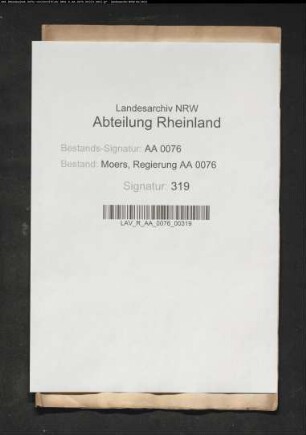 Landesarchiv NRW
Abteilung Rheinland
Bestands-Signatur: AA 0076
Bestand: Moers, Regierung AA 0076
Signatur: 319
LAV_R_AA_0076_00319